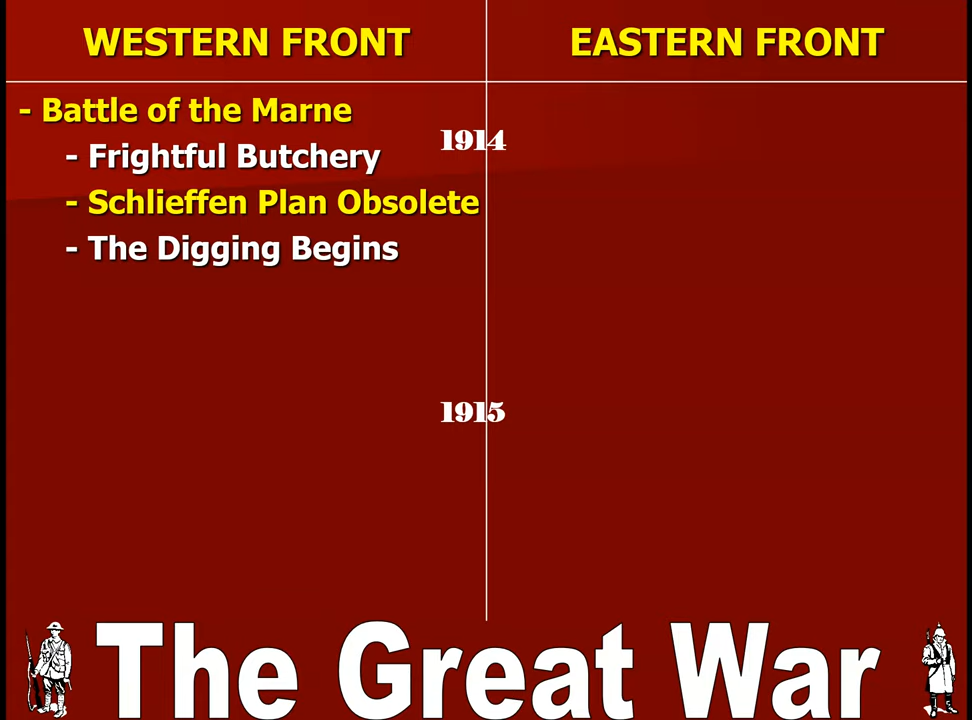 WESTERN FRONT
EASTERN FRONT
- Battle of the Marne
1914
- Frightful Butchery
- Schlieffen Plan Obsolete
- The Digging Begins
1915
The Great War